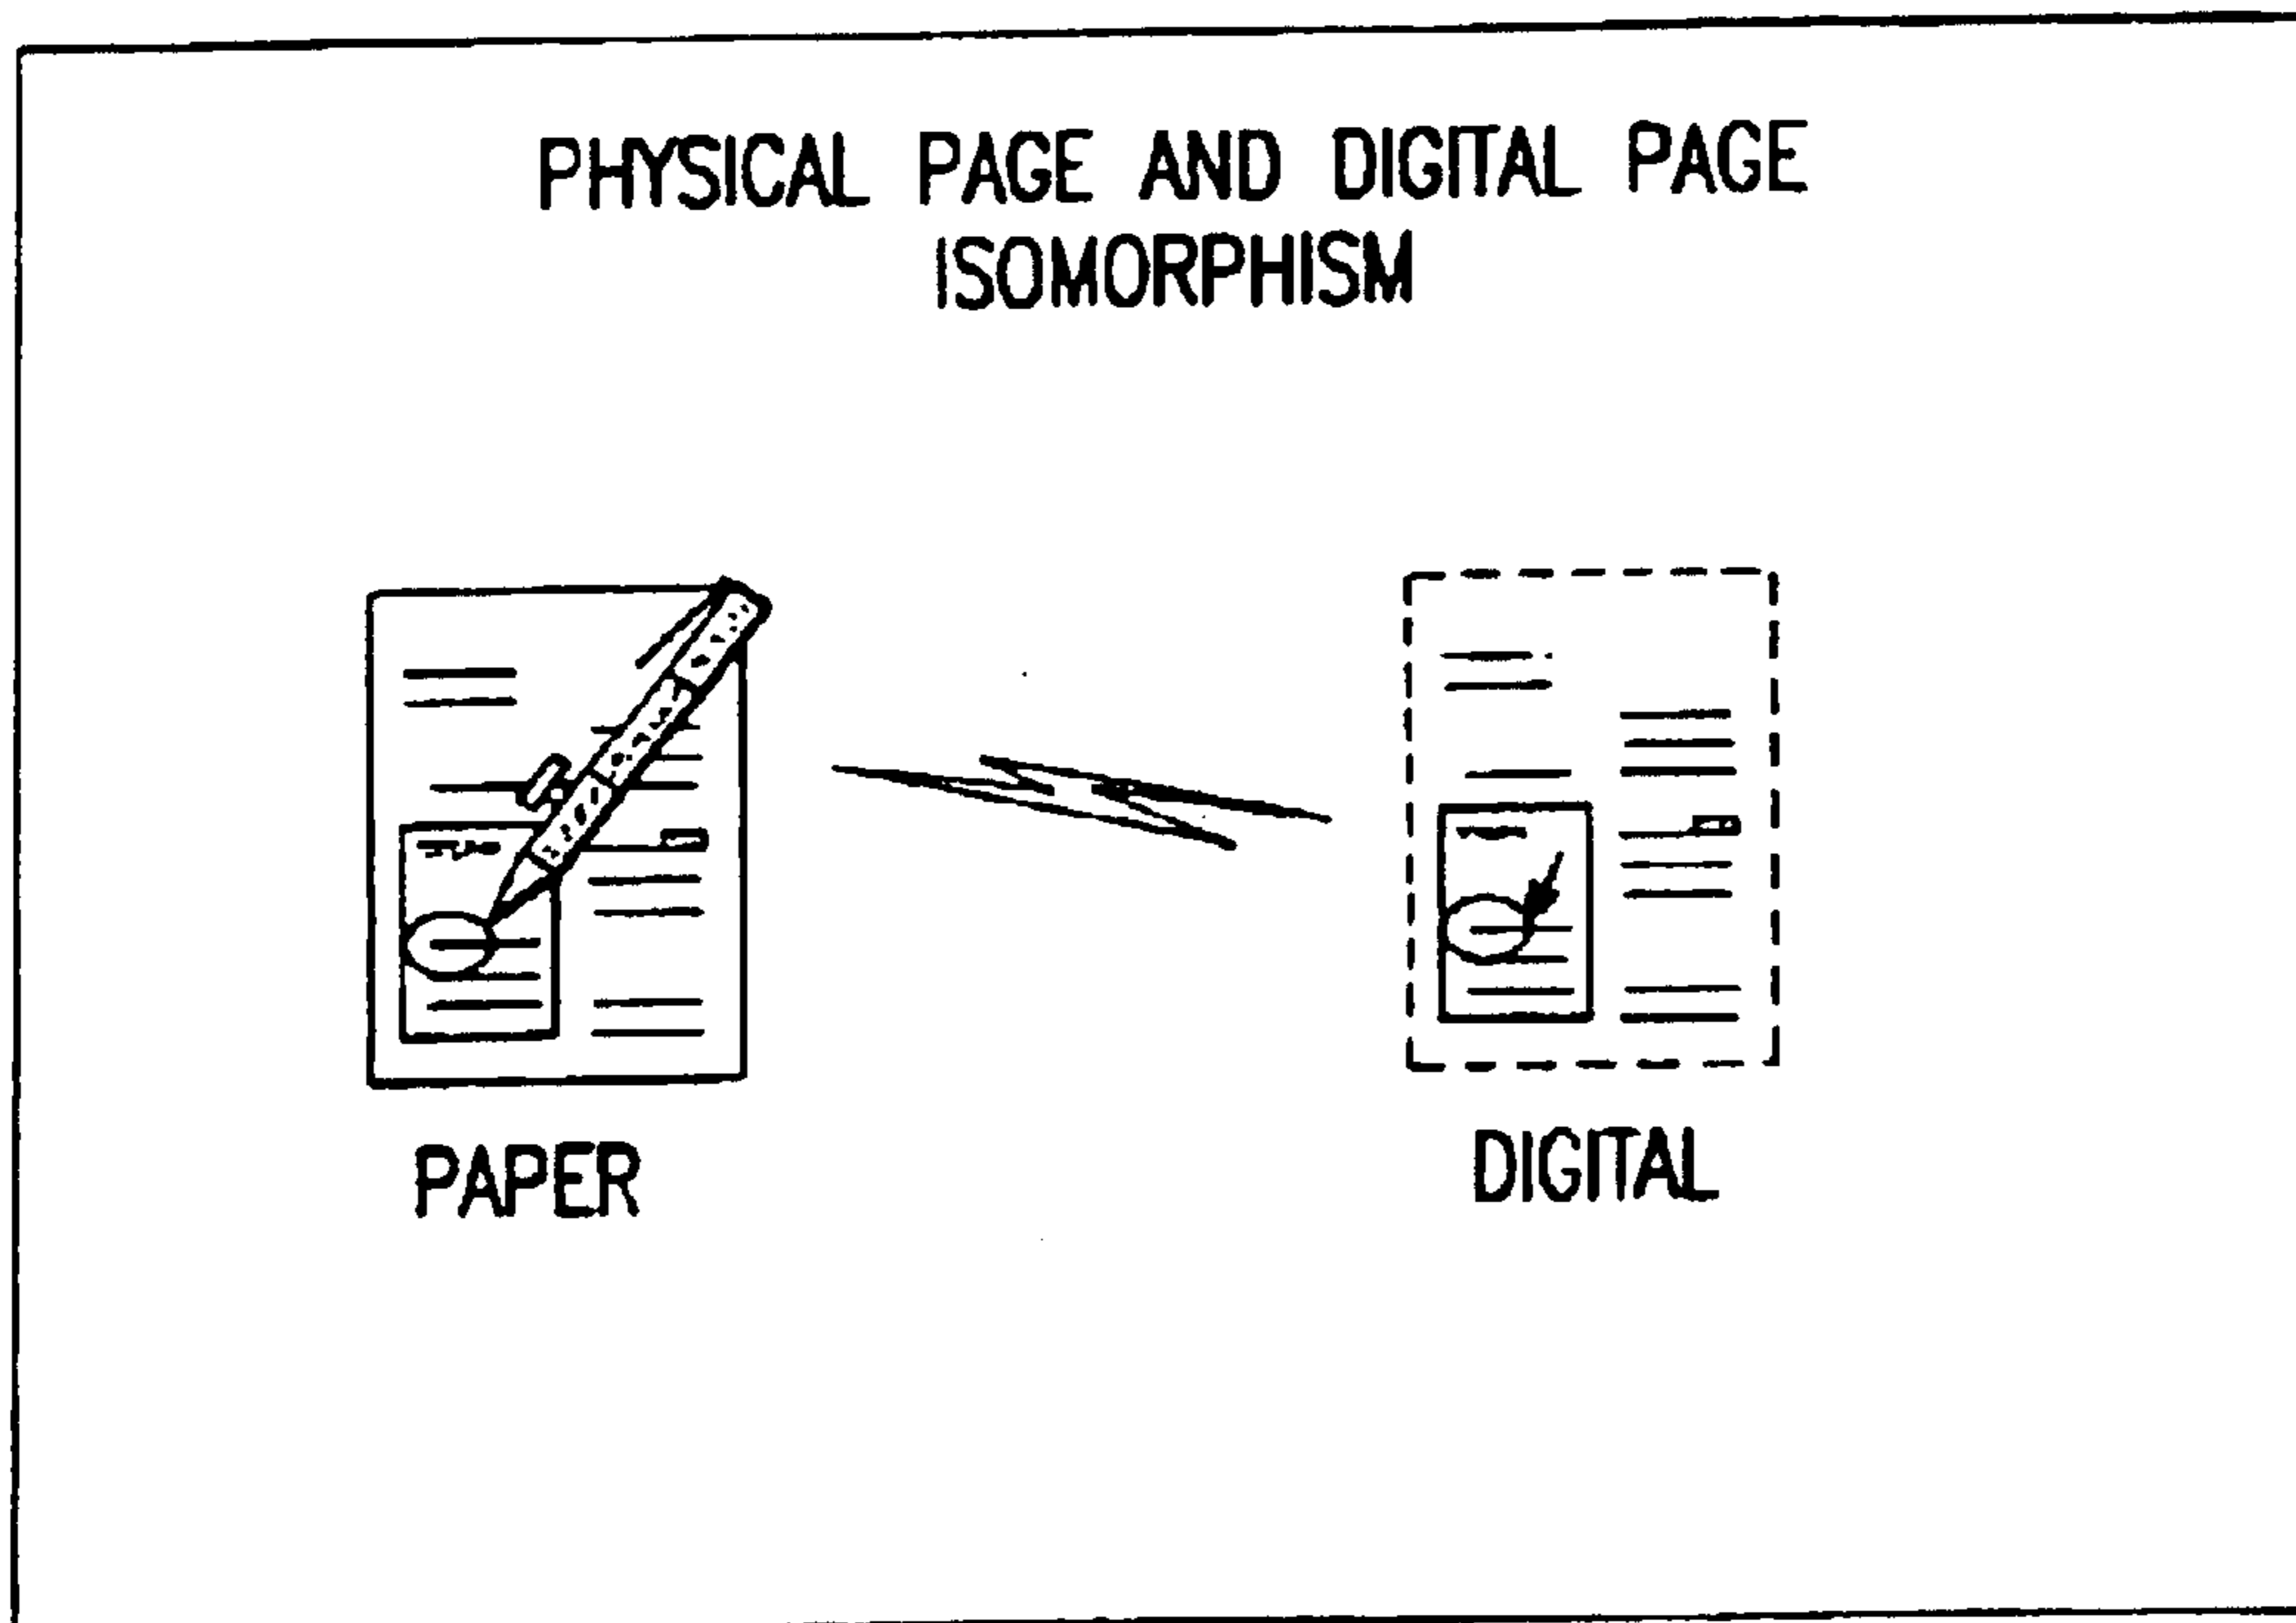 PHYSICAL PAGE AND DIGITAL PAGE
ISOMORPHISM
PAPER
DIGITAL